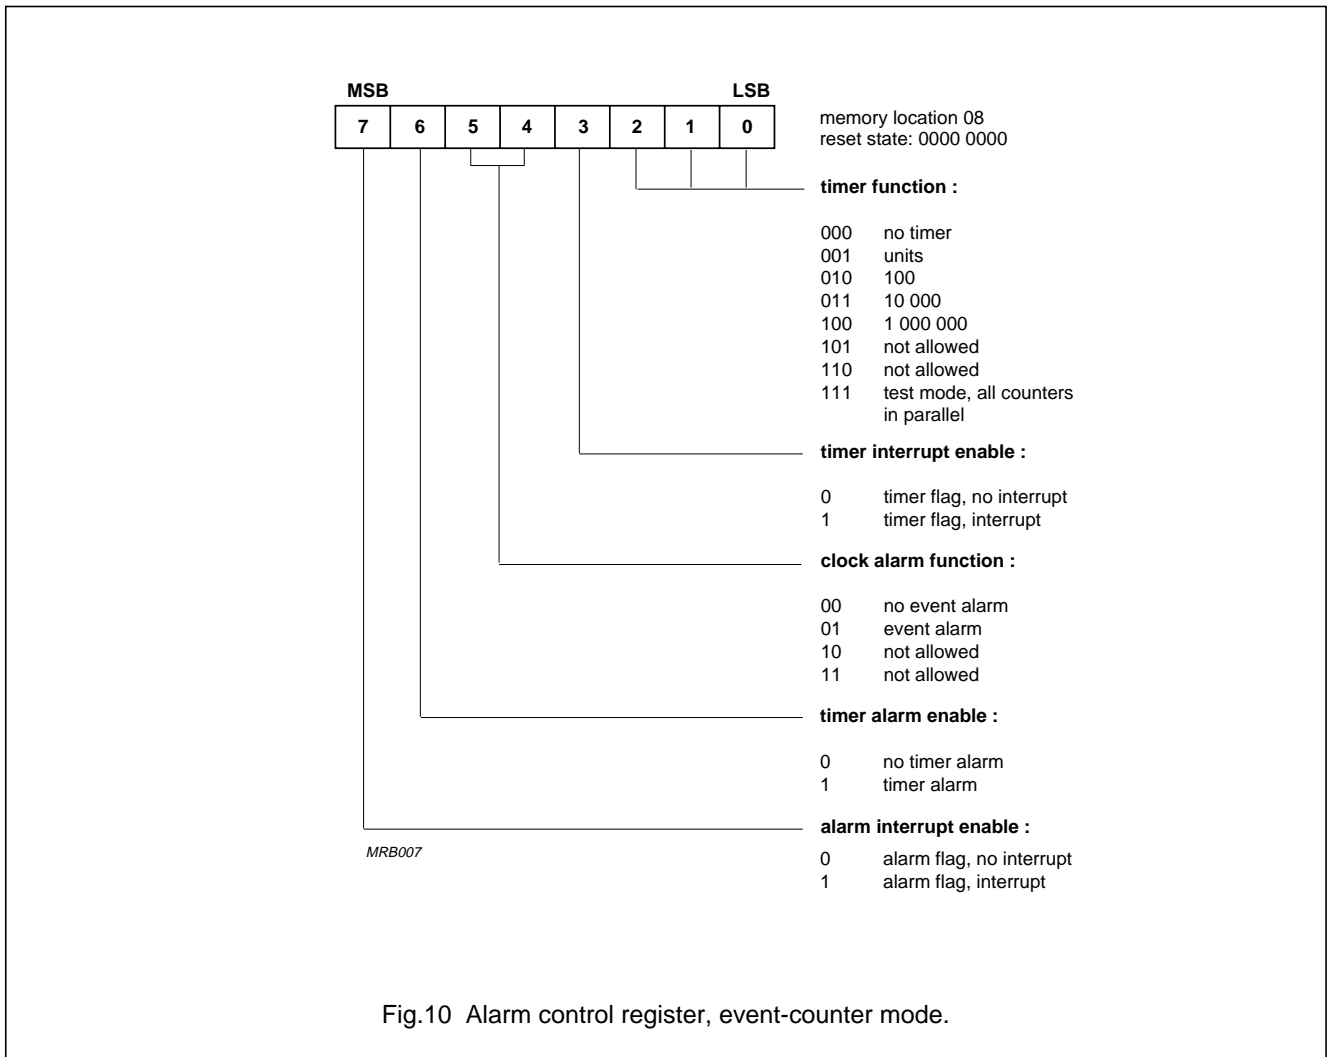 MSB LSB
7 6 5 4 3 2 1 0
memory location 08
reset state: 0000 0000
timer function :
000 no timer
001 units
010 100
011 10 000
100 1 000 000
101 not allowed
110 not allowed
111 test mode, all counters
in parallel
timer interrupt enable :
0 timer flag, no interrupt
1 timer flag, interrupt
clock alarm function :
00 no event alarm
01 event alarm
10 not allowed
11 not allowed
timer alarm enable :
0 no timer alarm
1 timer alarm
alarm interrupt enable :
MRB007
0 alarm flag, no interrupt
1 alarm flag, interrupt
Fig.10 Alarm control register, event-counter mode.